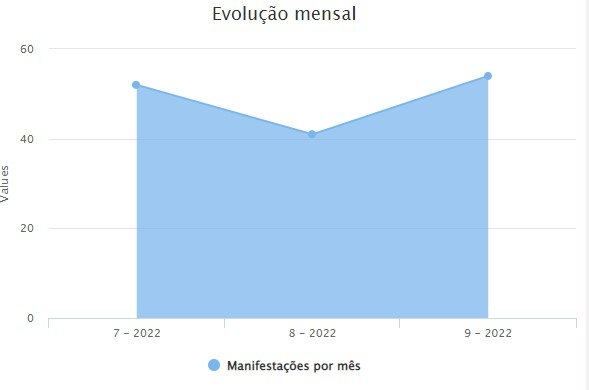 Evolução mensal
60
40
20
0
Values
7 – 2022
8 – 2022
9 – 2022
Manifestações por mês